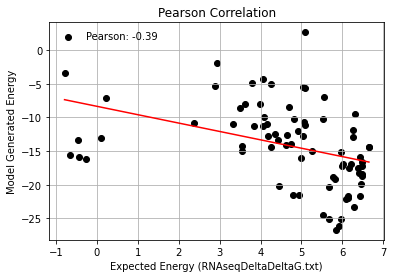 Pearson Correlation
Pearson: -0.39
Model Generated Energy
0
−5
−10
−15
−20
−25
−1 0 1 2 3 4 5 6 7
Expected Energy (RNAseqDeltaDeltaG.txt)